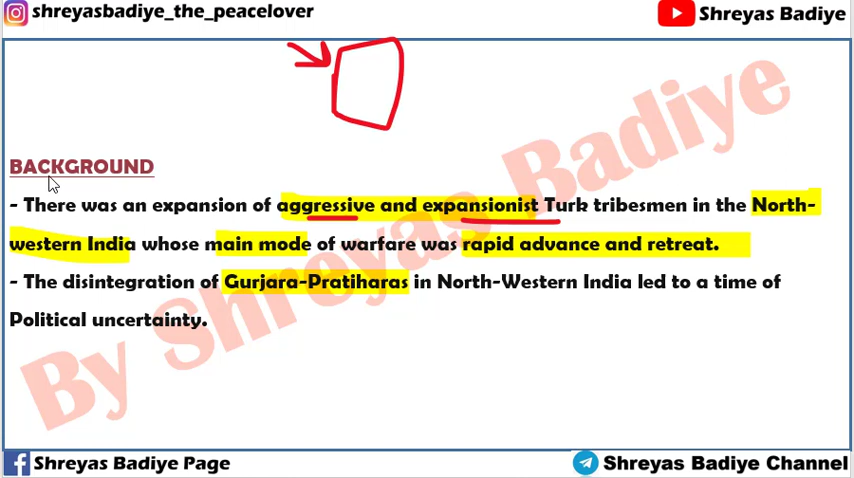 shreyasbadiye_the_peacelover
Shreyas Badiye
BACKGROUND
- There was an expansion of aggressive and expansionist Turk tribesmen in the North-
western India whose main mode of warfare was rapid advance and retreat.
- The disintegration of Gurjara-Pratiharas in North-Western India led to a time of
Political uncertainty.
By Shreyas Badiye
Shreyas Badiye Page
Shreyas Badiye Channel